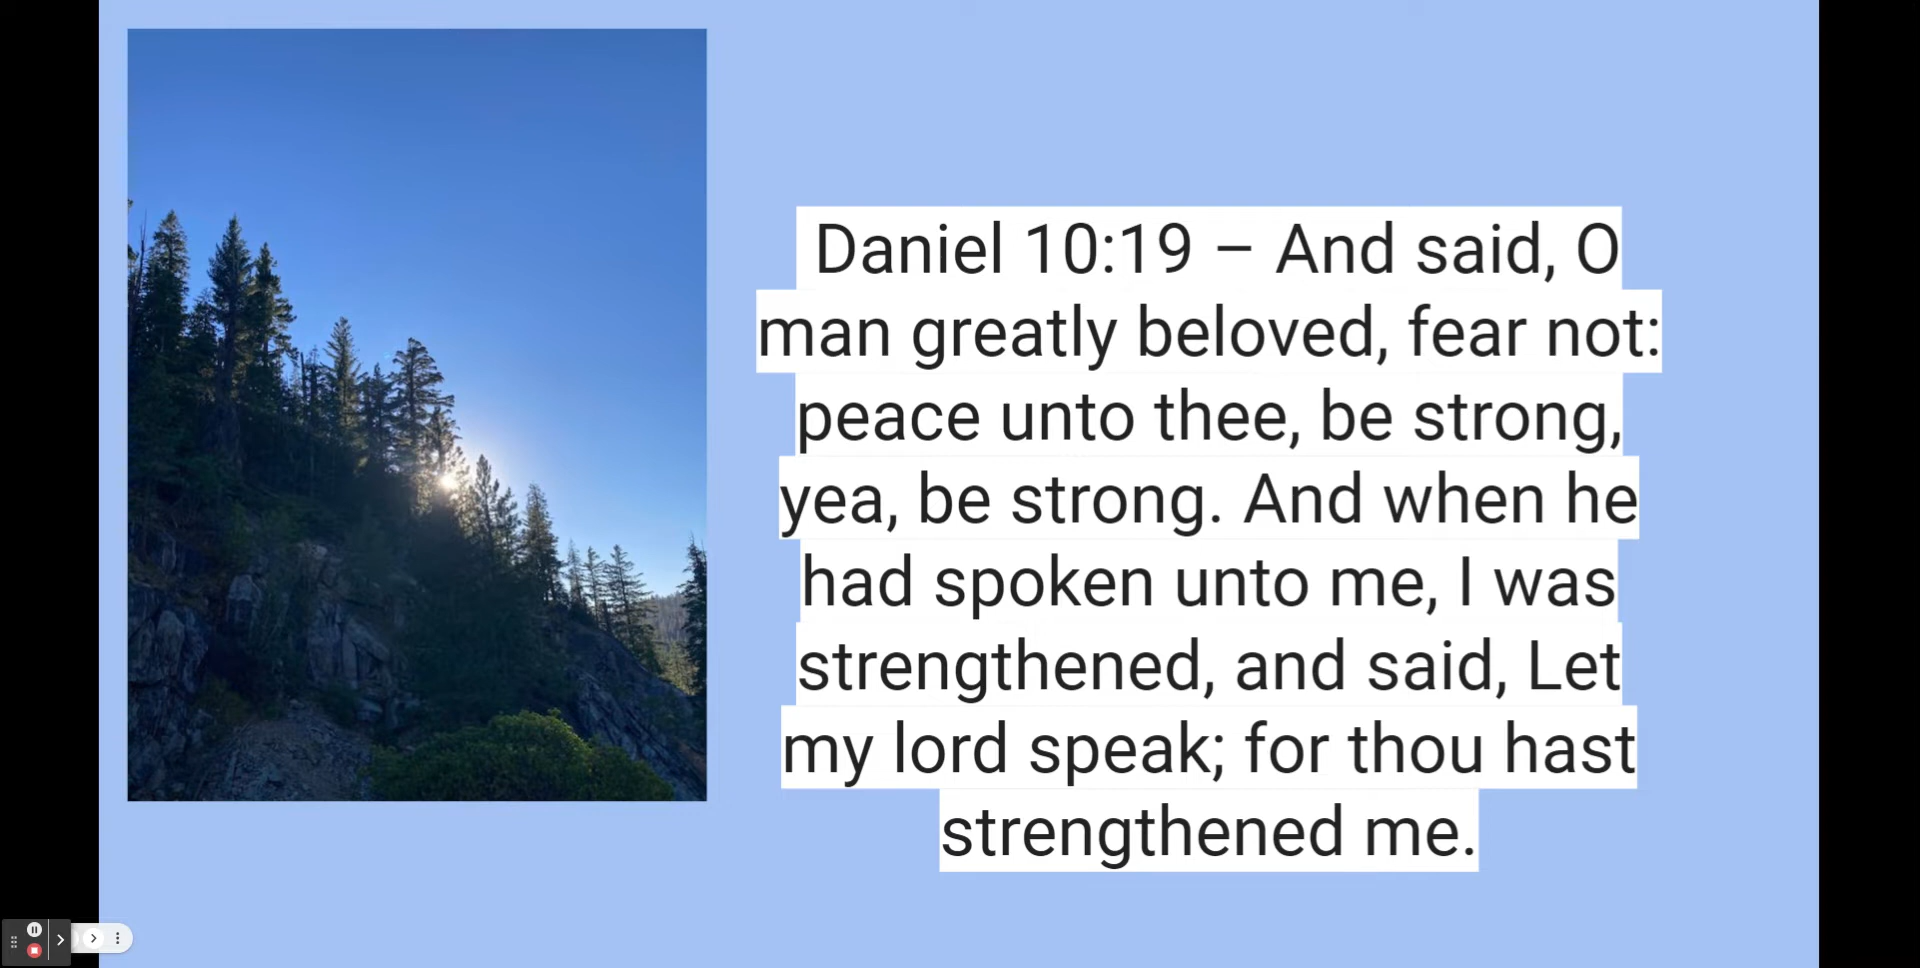 Daniel 10:19 – And said, O
man greatly beloved, fear not:
peace unto thee, be strong,
yea, be strong. And when he
had spoken unto me, I was
strengthened, and said, Let
my lord speak; for thou hast
strengthened me.